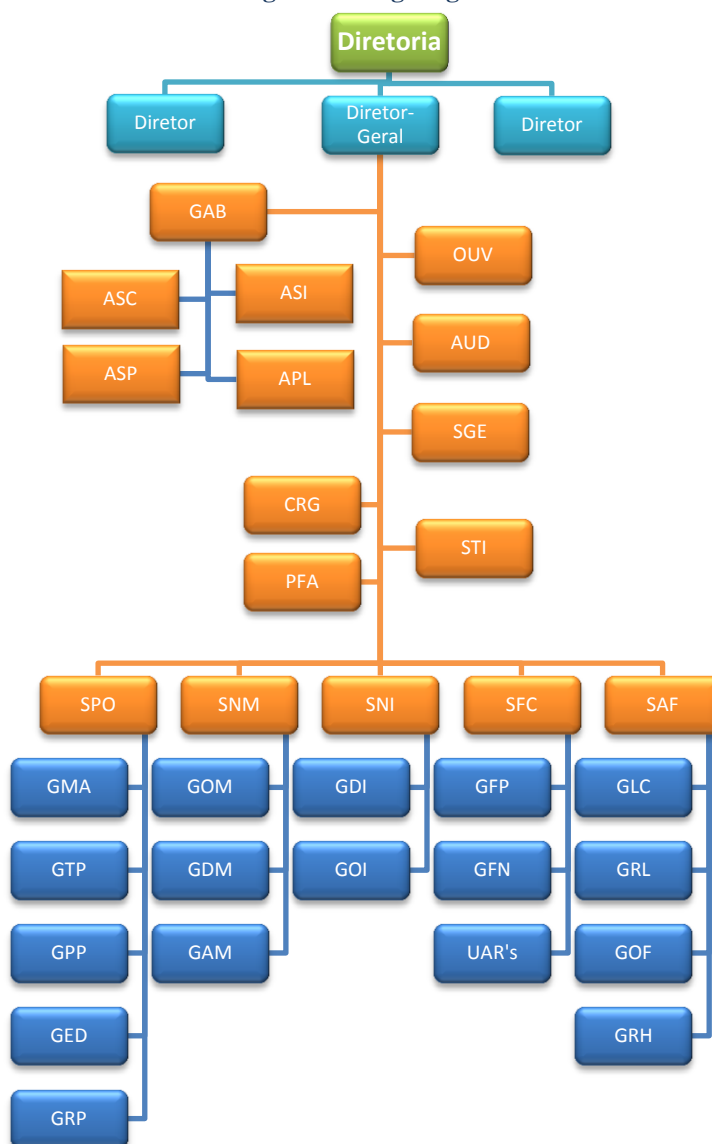 Diretoria
Diretor
Diretor-
Geral
Diretor
GAB
OUV
ASC
ASI
AUD
ASP
APL
SGE
CRG
STI
PFA
SPO
SNM
SNI
SFC
SAF
GMA
GOM
GDI
GFP
GLC
GTP
GDM
GOI
GFN
GRL
GPP
GAM
UAR's
GOF
GED
GRH
GRP